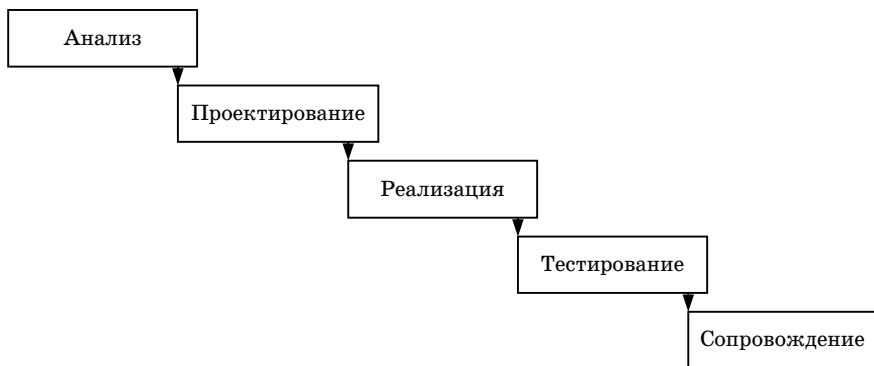 Анализ
Проектирование
Реализация
Тестирование
Сопровождение